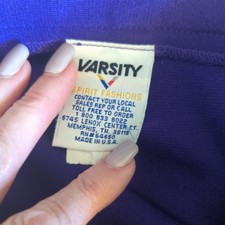 VARSITY
SPIRIT FASHIONS
CONTACT YOUR LOCAL
SALES REP OR CALL
TOLL FREE TO ORDER
1 800 533 8022
6745 LENOX CENTER CT.
MEMPHIS, TN. 38115
RN# 64660
MADE IN U.S.A.